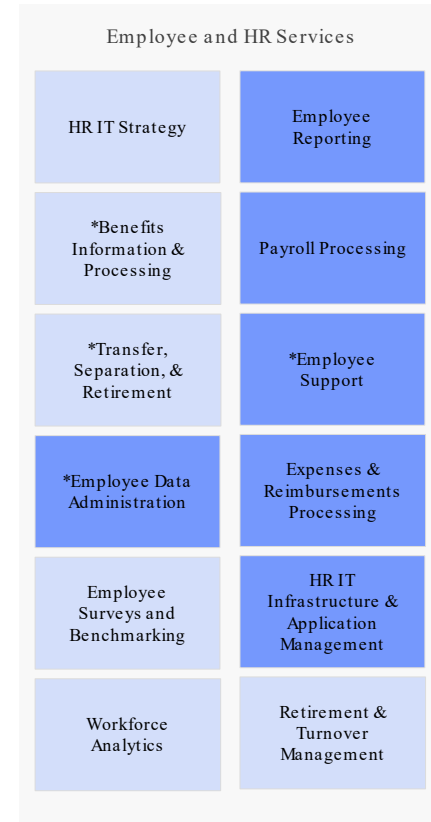 Employee and HR Services
HR IT Strategy
Employee
Reporting
*Benefits
Information &
Processing
Payroll Processing
*Transfer,
Separation, &
Retirement
*Employee
Support
*Employee Data
Administration
Expenses &
Reimbursements
Processing
Employee
Surveys and
Benchmarking
HR IT
Infrastructure &
Application
Management
Workforce
Analytics
Retirement &
Turnover
Management